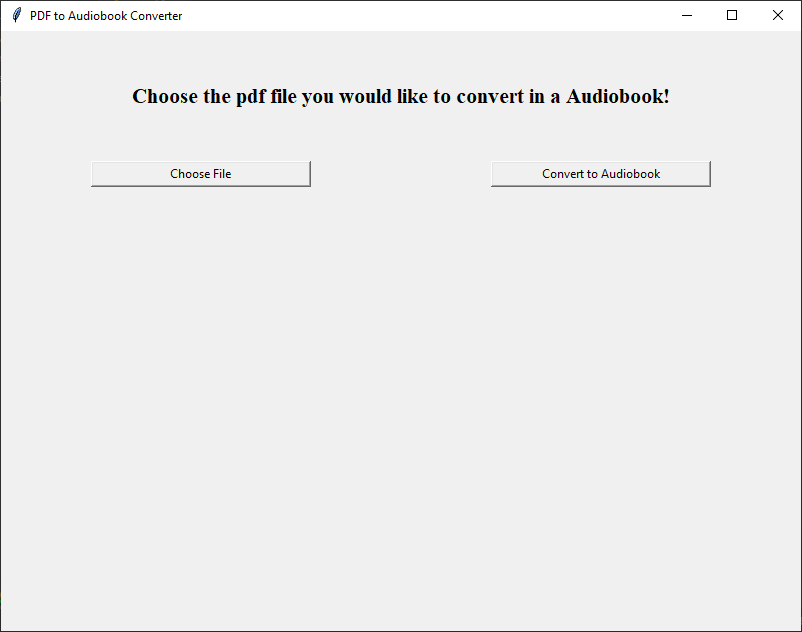 PDF to Audiobook Converter
Choose the pdf file you would like to convert in a Audiobook!
Choose File
Convert to Audiobook